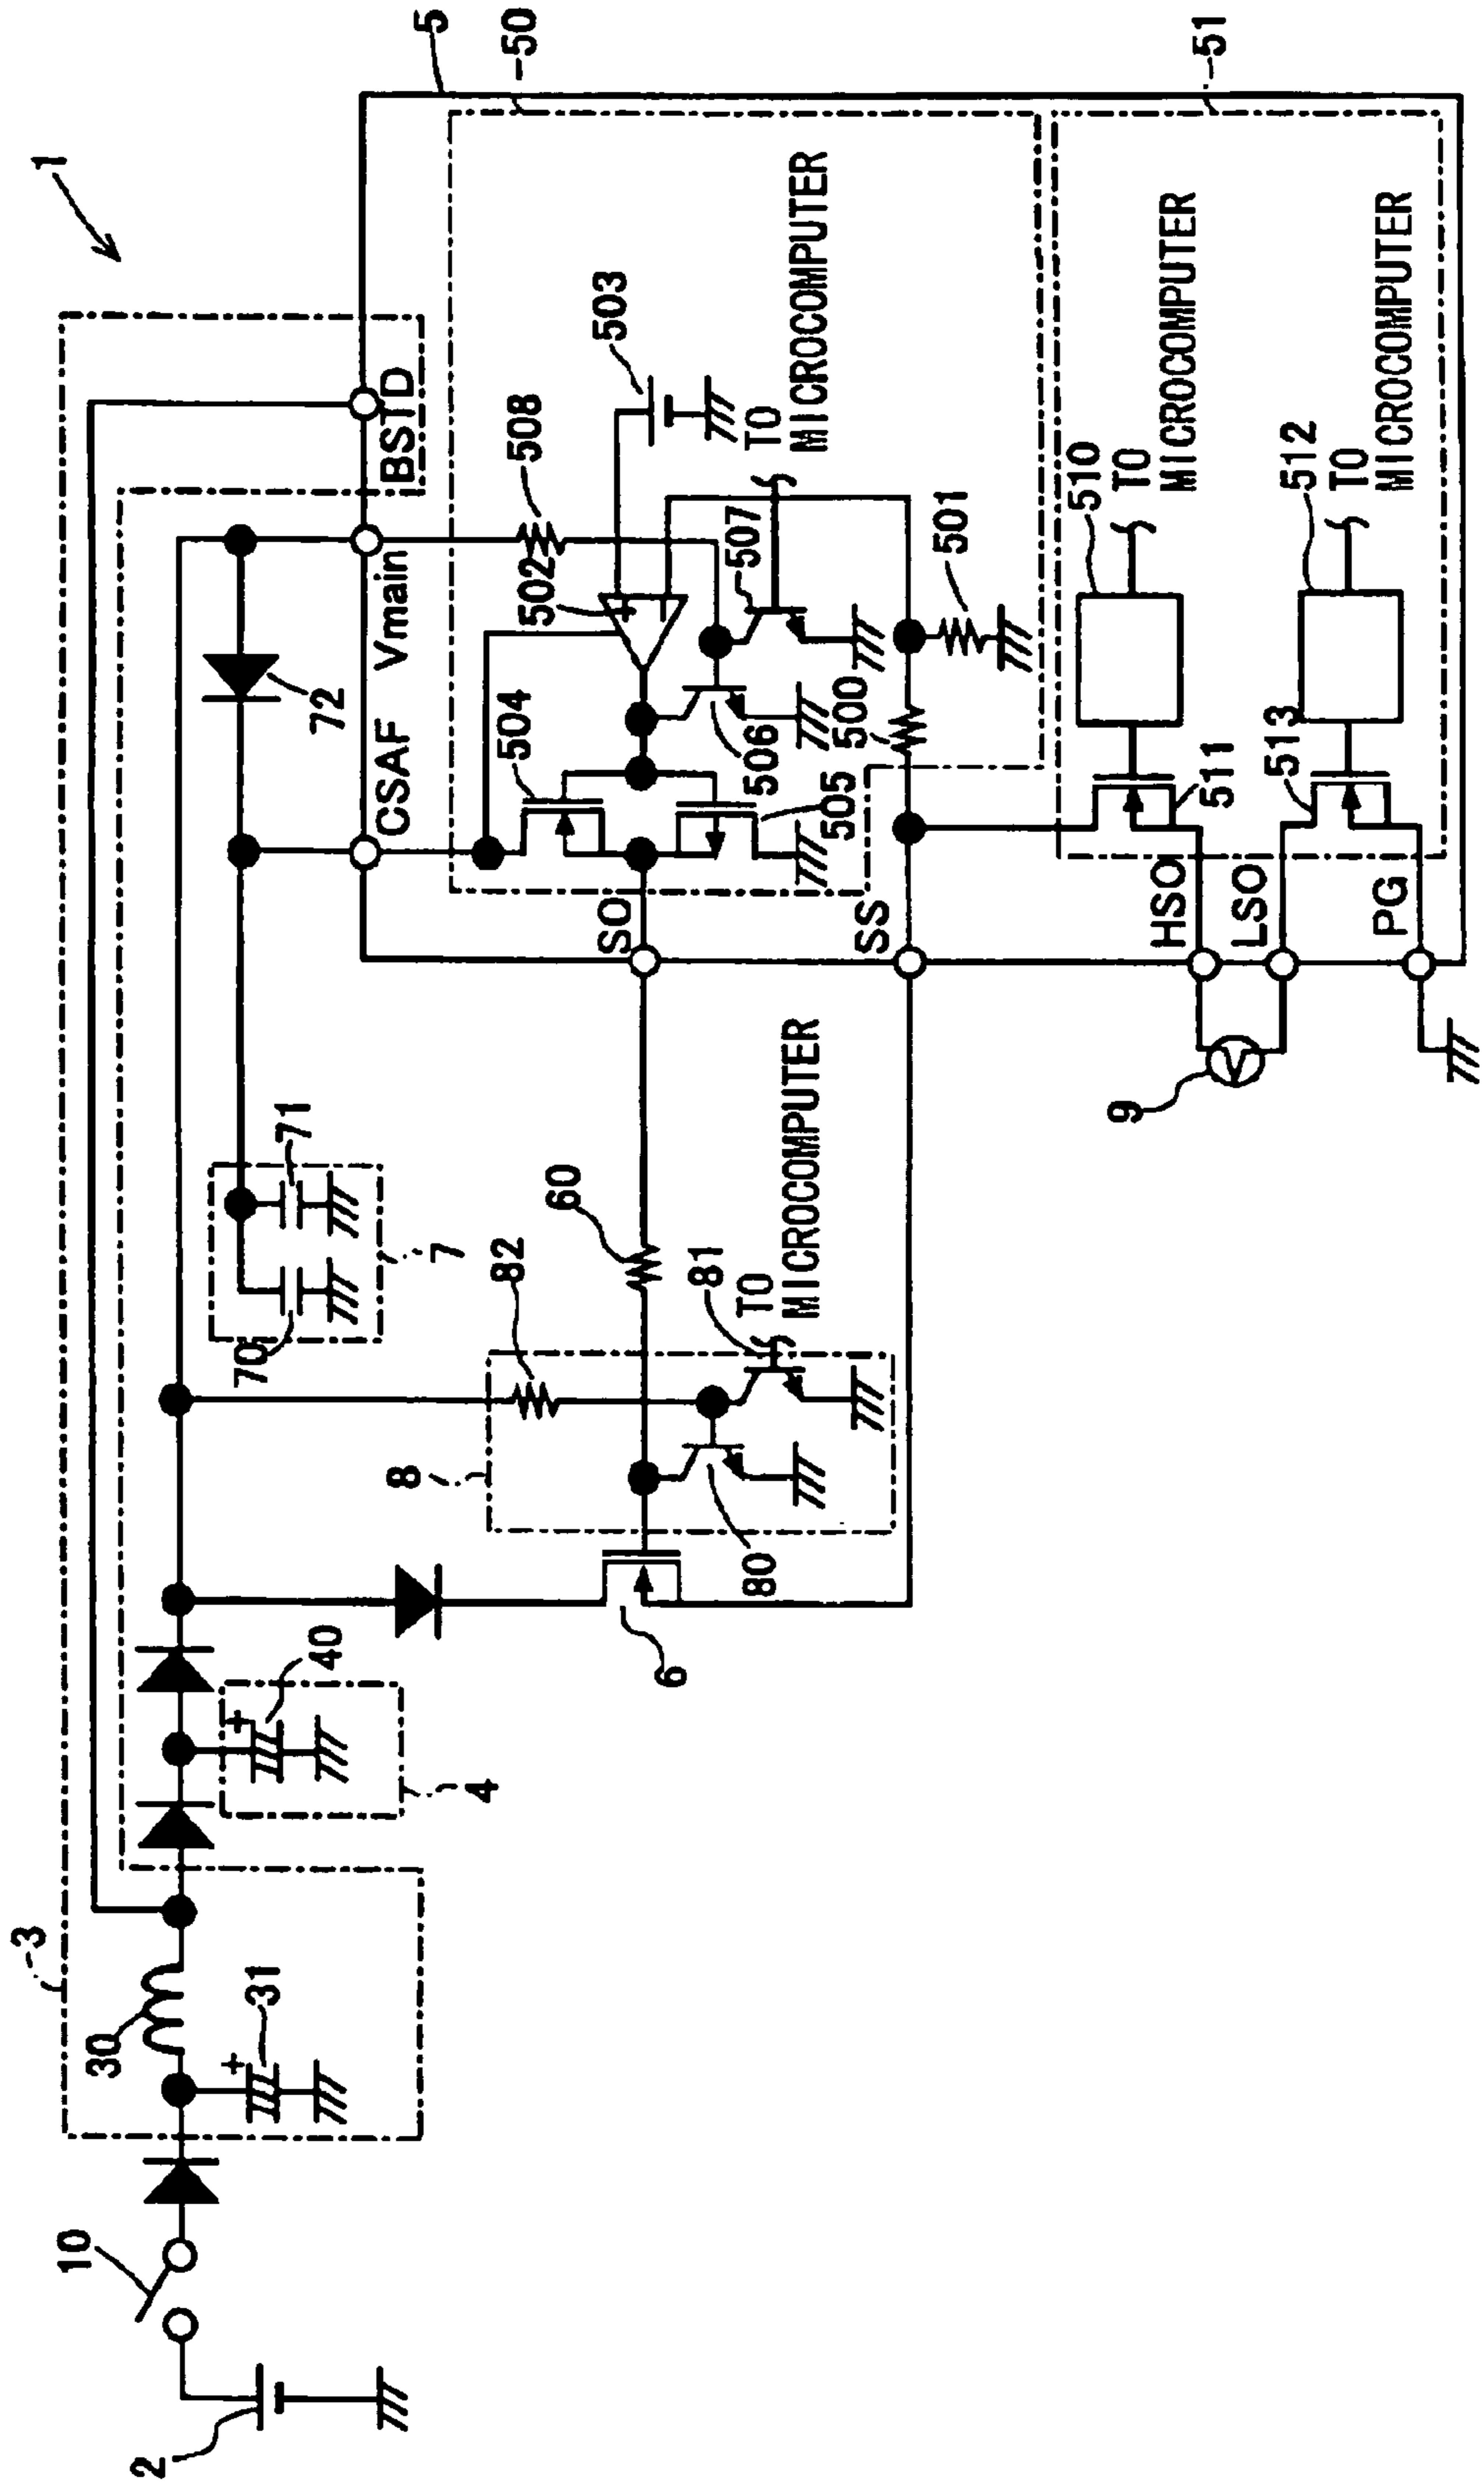 1
3
5
50
51
10
2
30
31
40
4
6
72
70
71
7
82
8
80
81
TO
MICROCOMPUTER
60
BSTD
Vmain
CSAF
SO
SS
HSO
LSO
PG
9
+
+
504
505
502
+
508
503
506
507
TO
MICROCOMPUTER
500
501
510
TO
MICROCOMPUTER
511
512
TO
MICROCOMPUTER
513